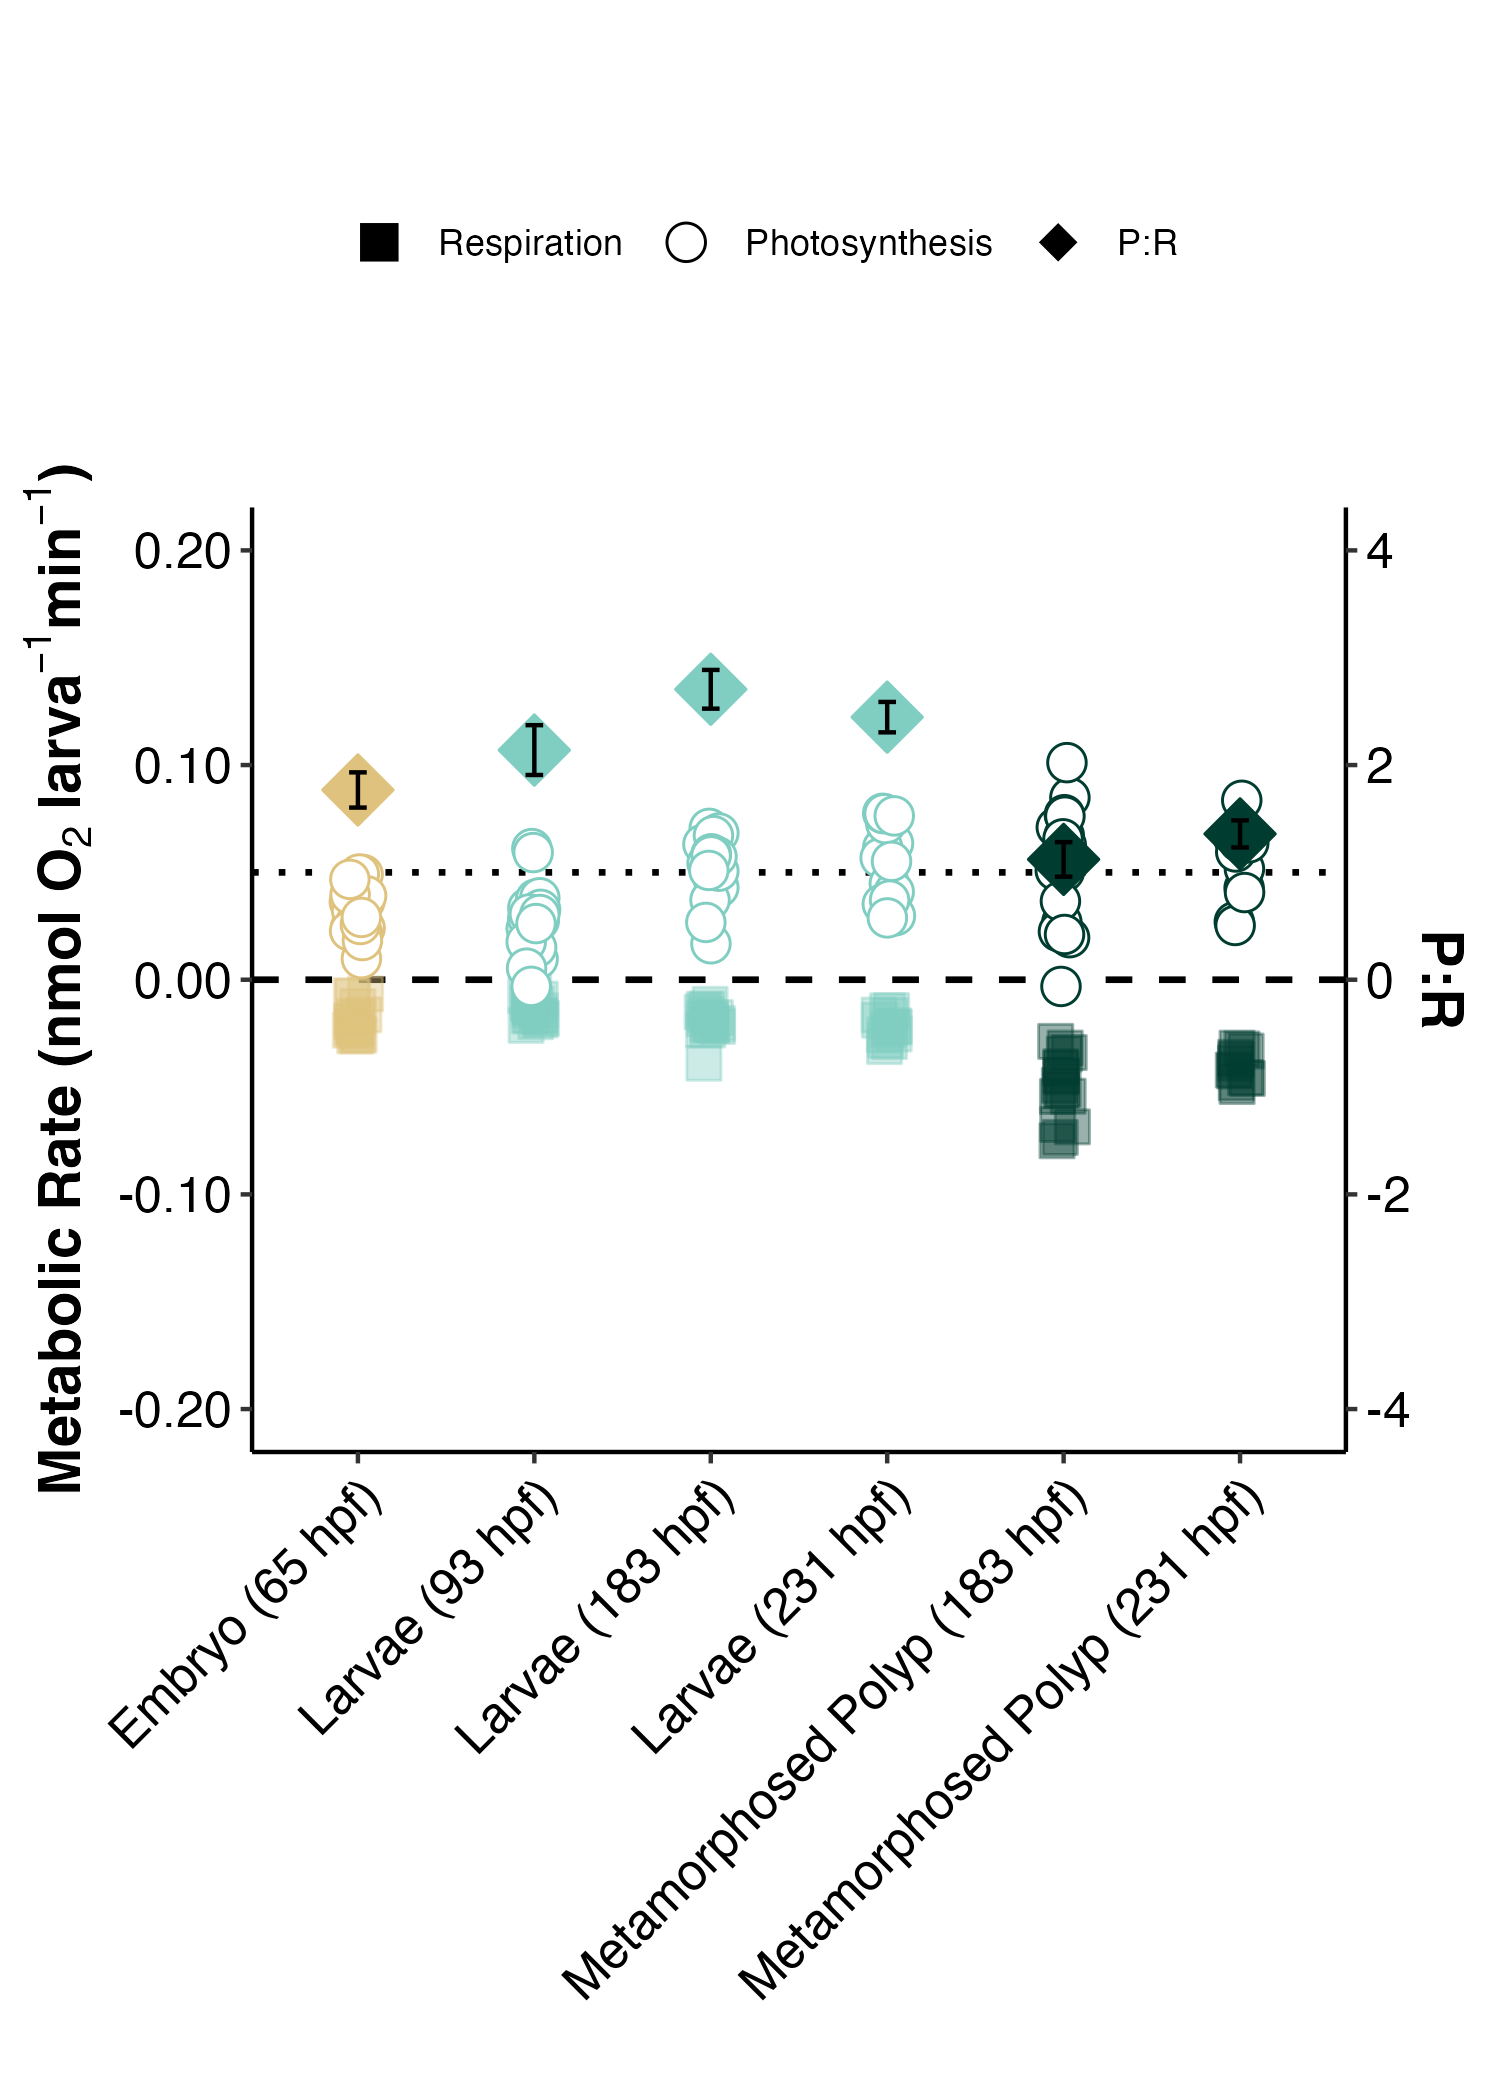 Respiration Photosynthesis P:R
Metabolic Rate (nmol O₂ larva⁻¹min⁻¹)
0.20
0.10
0.00
-0.10
-0.20
4
2
0
-2
-4
P:R
Embryo (65 hpf)
Larvae (93 hpf)
Larvae (183 hpf)
Larvae (231 hpf)
Metamorphosed Polyp (183 hpf)
Metamorphosed Polyp (231 hpf)